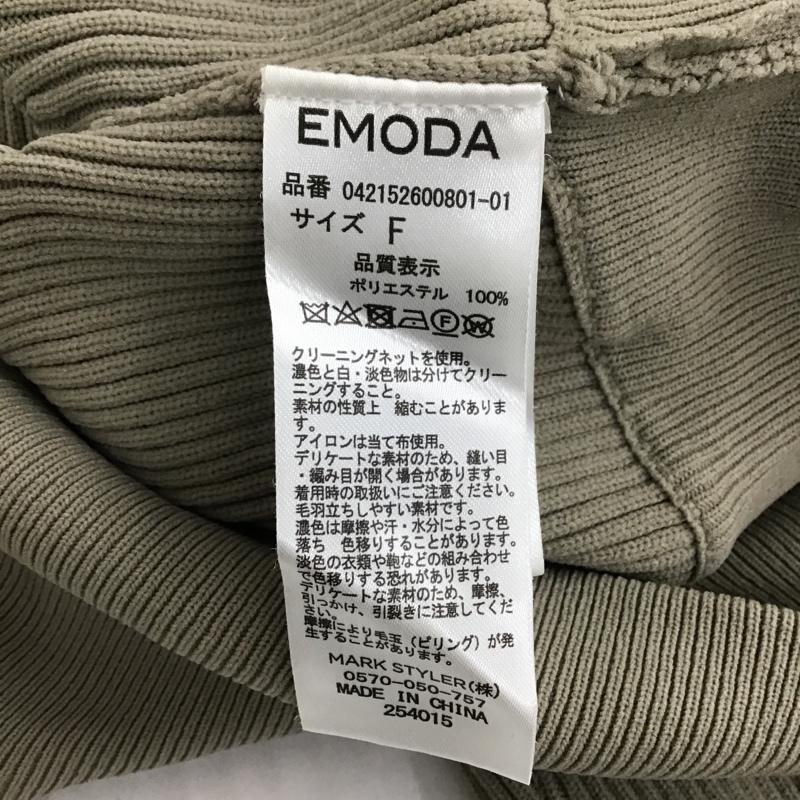 EMODA
品番 042152600801-01
サイズ F
品質表示
ポリエステル 100%
F
W
クリーニングネットを使用。
濃色と白・淡色物は分けてクリー
ニングすること。
素材の性質上 縮むことがありま
す。
アイロンは当て布使用。
デリケートな素材のため、縫い目
・編み目が開く場合があります。
着用時の取扱いにご注意ください。
毛羽立ちしやすい素材です。
濃色は摩擦や汗・水分によって色
落ち 色移りすることがあります。
淡色の衣類や鞄などの組み合わせ
で色移りする恐れがあります。
デリケートな素材のため、摩擦、
引っかけ、引裂きに注意してくだ
さい。
摩擦により毛玉（ピリング）が発
生することがあります。
MARK STYLER(株)
0570-050-757
MADE IN CHINA
254015